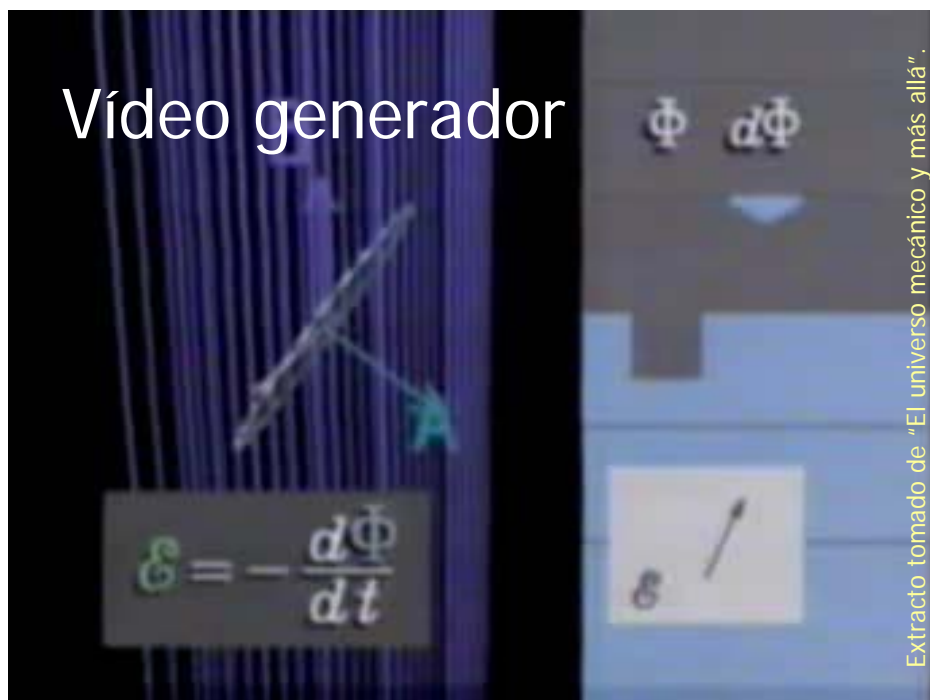 Vídeo generador
Φ dΦ
A
ℰ = − dΦ/dt
ℰ
Extracto tomado de "El universo mecánico y más allá".